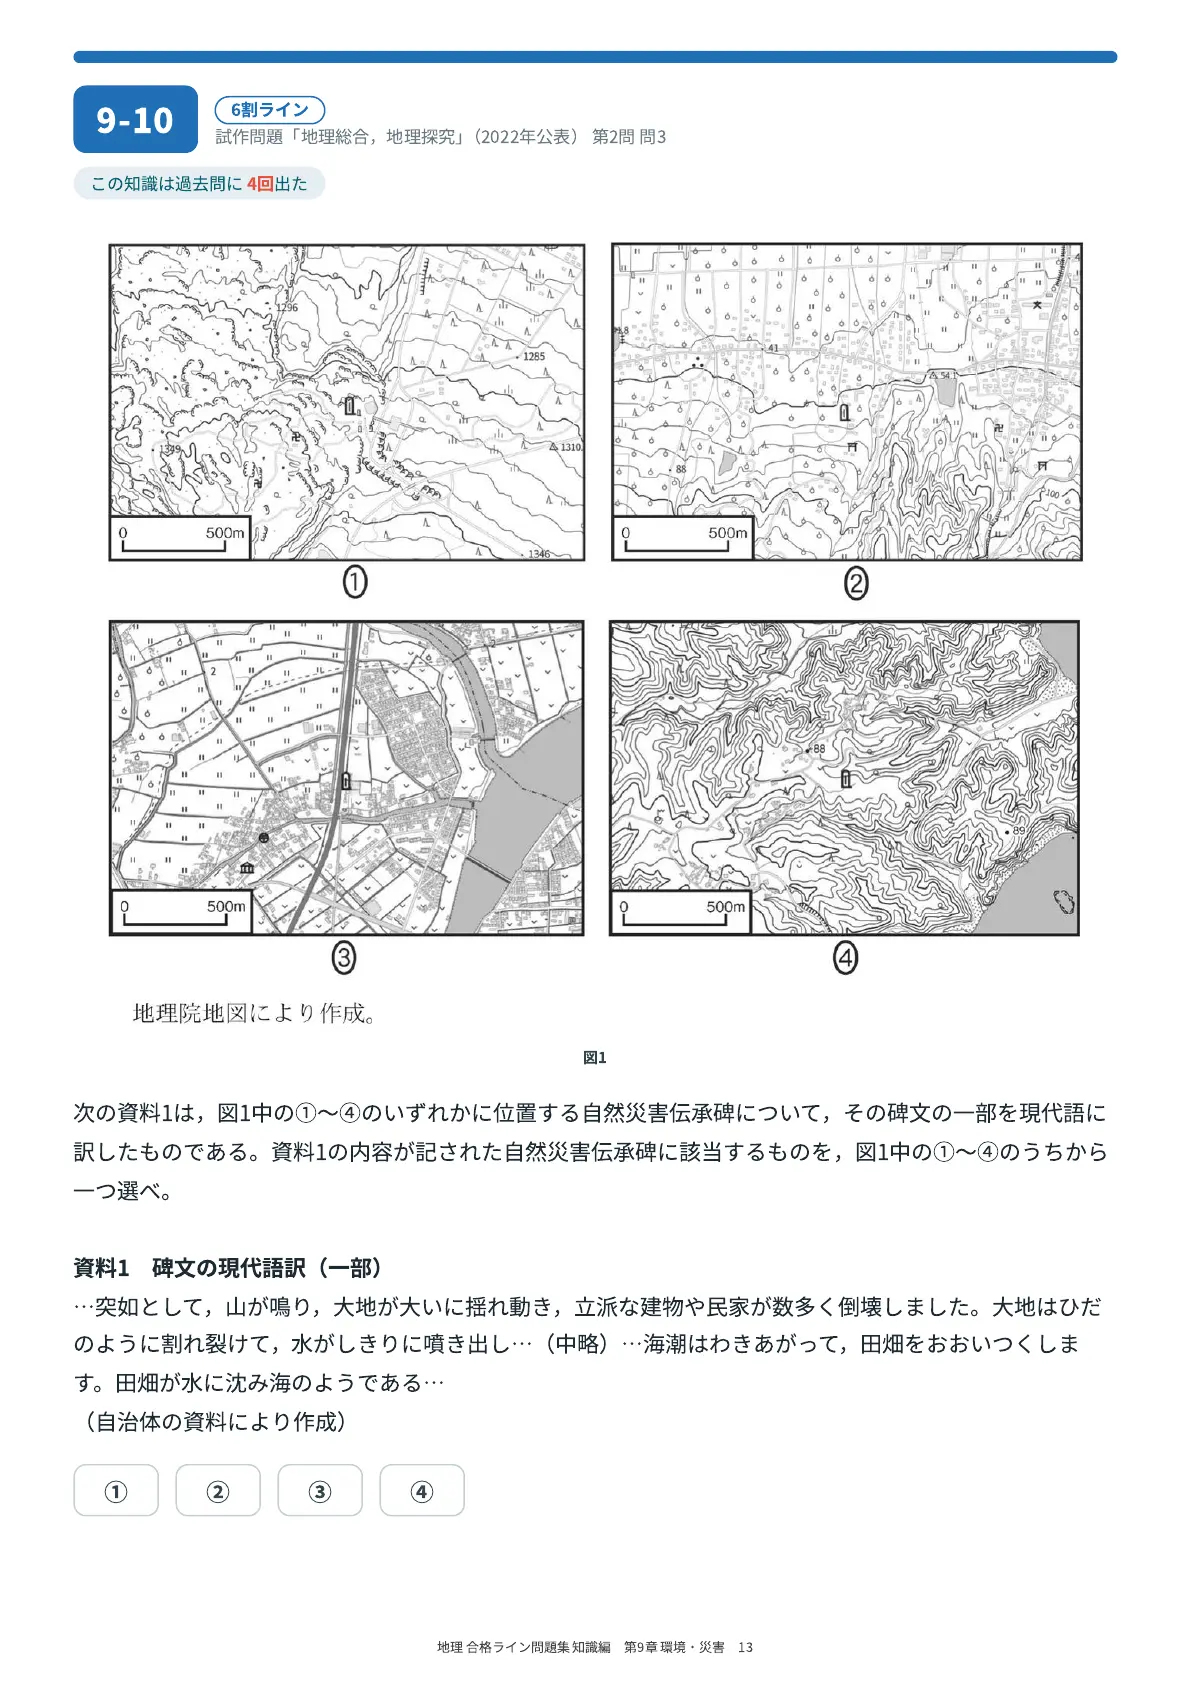 9-10
6割ライン
試作問題「地理総合，地理探究」（2022年公表） 第2問 問3
この知識は過去問に 4回出た
1296
1285
1349
1310
1346
0 500m
①
41
54.1
88
100
0 500m
②
2
0 500m
③
88
89
0 500m
④
地理院地図により作成。
図1
次の資料1は，図1中の①～④のいずれかに位置する自然災害伝承碑について，その碑文の一部を現代語に
訳したものである。資料1の内容が記された自然災害伝承碑に該当するものを，図1中の①～④のうちから
一つ選べ。
資料1　碑文の現代語訳（一部）
…突如として，山が鳴り，大地が大いに揺れ動き，立派な建物や民家が数多く倒壊しました。大地はひだ
のように割れ裂けて，水がしきりに噴き出し…（中略）…海潮はわきあがって，田畑をおおいつくしま
す。田畑が水に沈み海のようである…
（自治体の資料により作成）
①
②
③
④
地理 合格ライン問題集 知識編　第9章 環境・災害　13